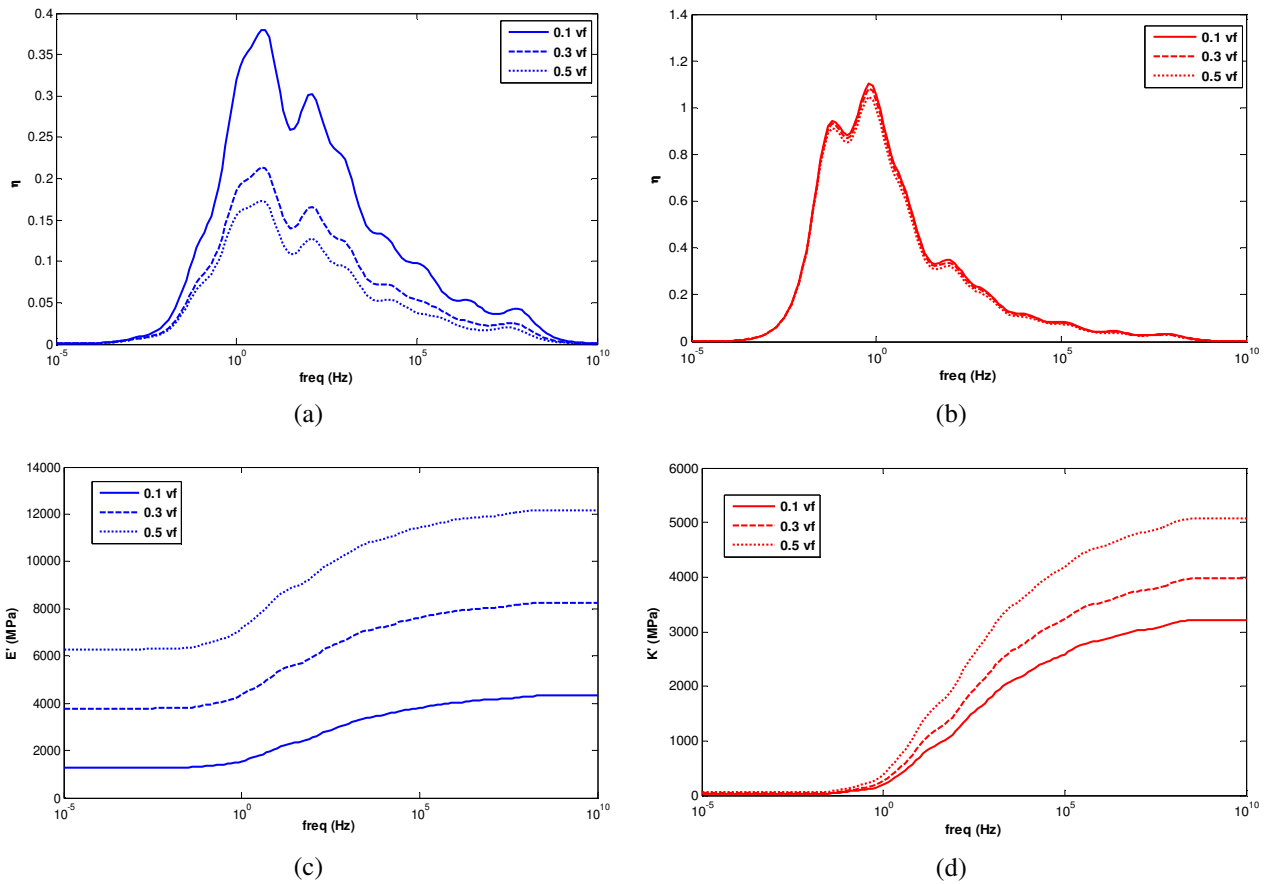 0.4
0.35
0.3
0.25
0.2
0.15
0.1
0.05
0
η
10^-5
10^0
10^5
10^10
freq (Hz)
0.1 vf
0.3 vf
0.5 vf
(a)
1.4
1.2
1
0.8
0.6
0.4
0.2
0
η
10^-5
10^0
10^5
10^10
freq (Hz)
0.1 vf
0.3 vf
0.5 vf
(b)
14000
12000
10000
8000
6000
4000
2000
0
E' (MPa)
10^-5
10^0
10^5
10^10
freq (Hz)
0.1 vf
0.3 vf
0.5 vf
(c)
6000
5000
4000
3000
2000
1000
0
K' (MPa)
10^-5
10^0
10^5
10^10
freq (Hz)
0.1 vf
0.3 vf
0.5 vf
(d)